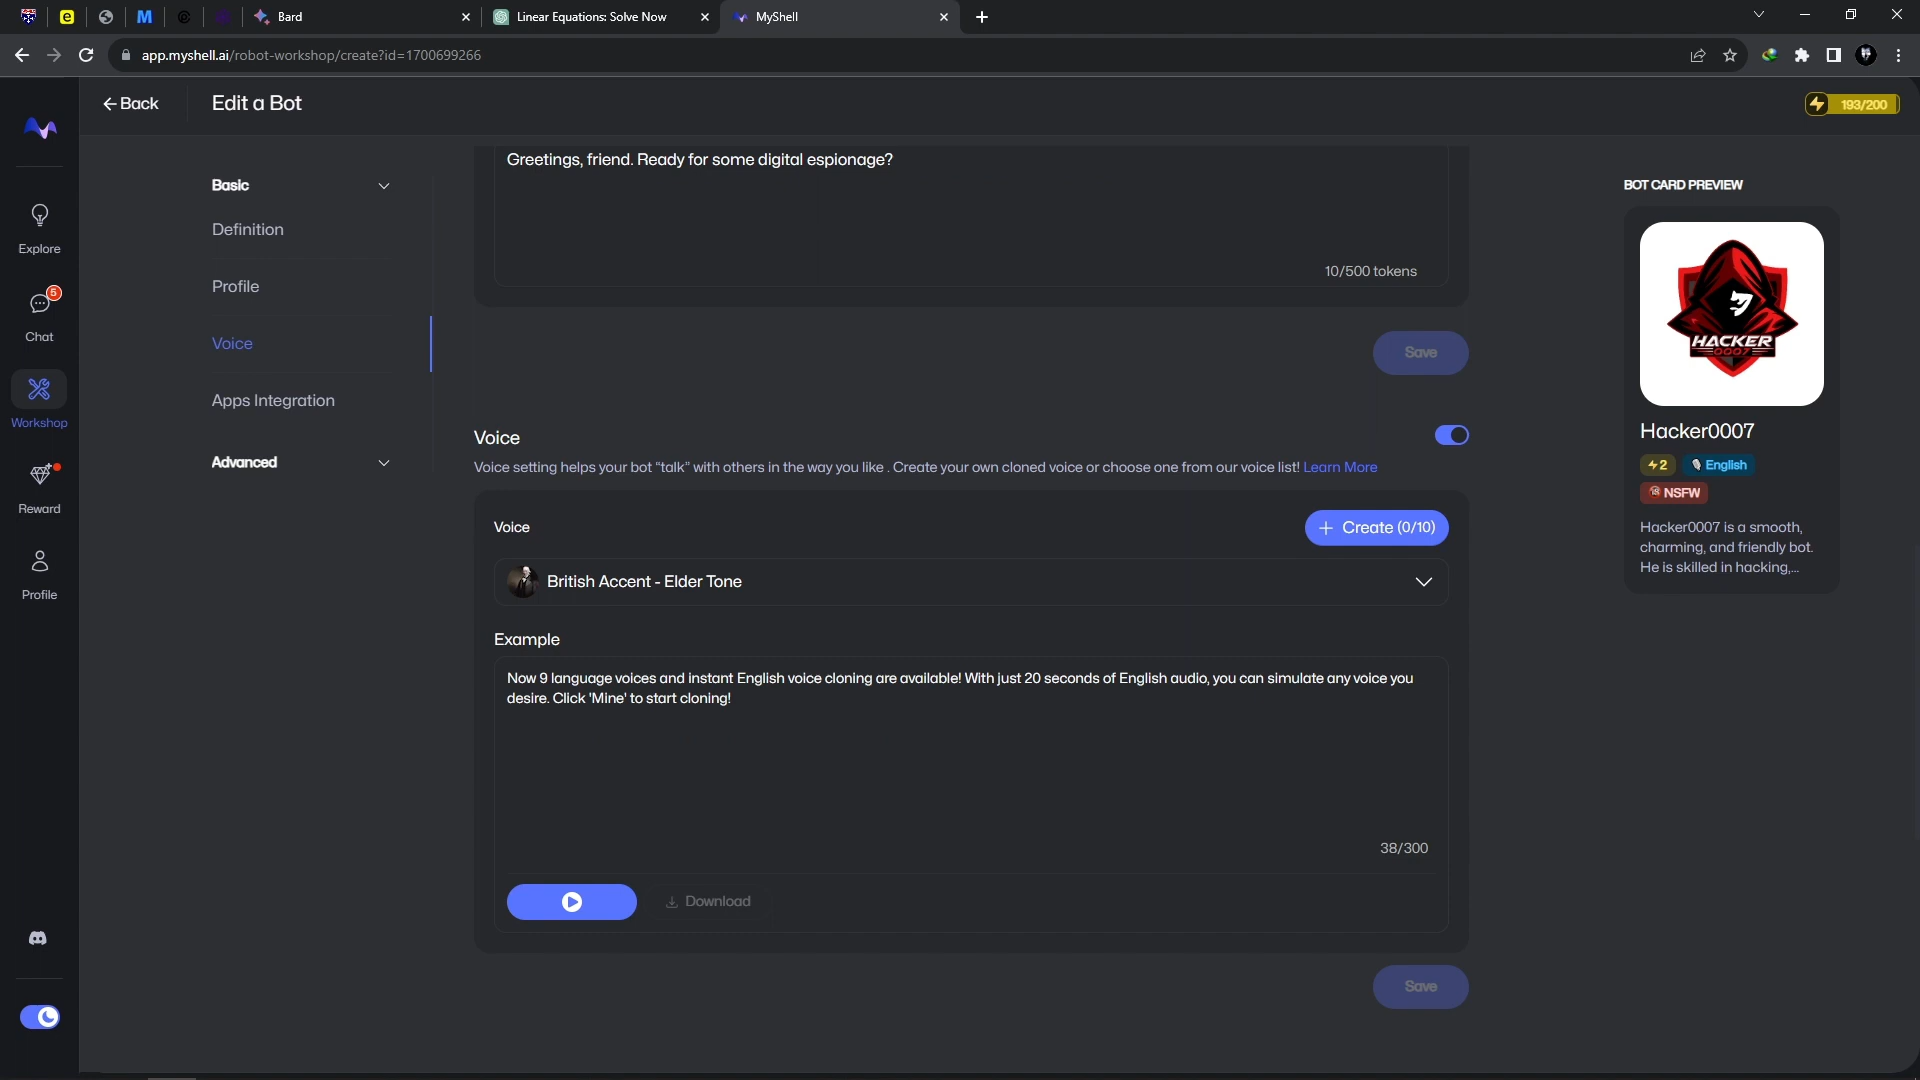 Bard
Linear Equations: Solve Now
MyShell
app.myshell.ai/robot-workshop/create?id=1700699266
Back
Edit a Bot
193/200
Explore
5
Chat
Workshop
Reward
Profile
Basic
Definition
Profile
Voice
Apps Integration
Advanced
Greetings, friend. Ready for some digital espionage?
10/500 tokens
Save
Voice
Voice setting helps your bot “talk” with others in the way you like . Create your own cloned voice or choose one from our voice list! Learn More
Voice
Create (0/10)
British Accent - Elder Tone
Example
Now 9 language voices and instant English voice cloning are available! With just 20 seconds of English audio, you can simulate any voice you
desire. Click 'Mine' to start cloning!
38/300
Download
Save
BOT CARD PREVIEW
HACKER
0007
Hacker0007
2
English
18 NSFW
Hacker0007 is a smooth,
charming, and friendly bot.
He is skilled in hacking,...